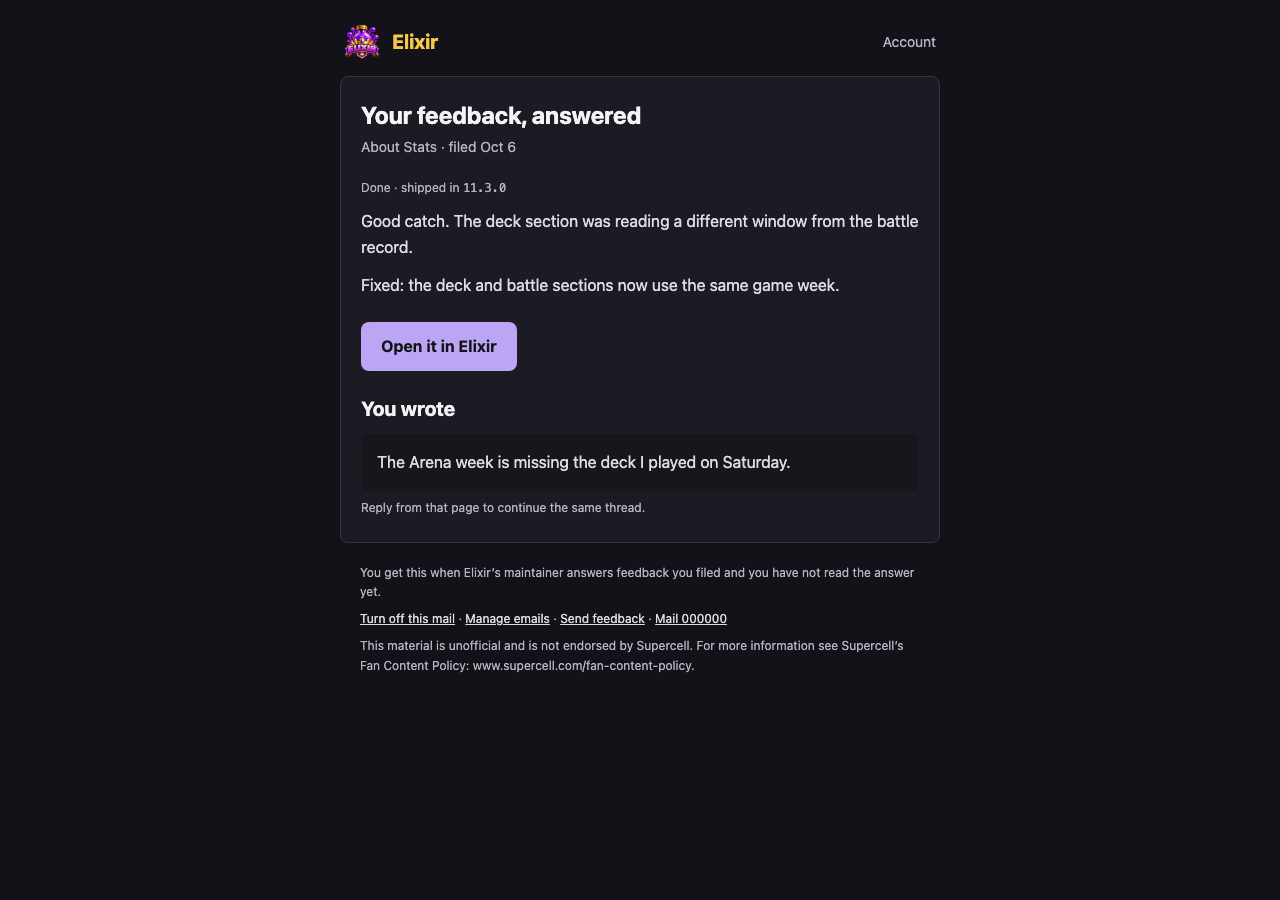 ELIXIR
Elixir
Account
Your feedback, answered
About Stats · filed Oct 6
Done · shipped in 11.3.0
Good catch. The deck section was reading a different window from the battle
record.
Fixed: the deck and battle sections now use the same game week.
Open it in Elixir
You wrote
The Arena week is missing the deck I played on Saturday.
Reply from that page to continue the same thread.
You get this when Elixir’s maintainer answers feedback you filed and you have not read the answer
yet.
Turn off this mail · Manage emails · Send feedback · Mail 000000
This material is unofficial and is not endorsed by Supercell. For more information see Supercell’s
Fan Content Policy: www.supercell.com/fan-content-policy.